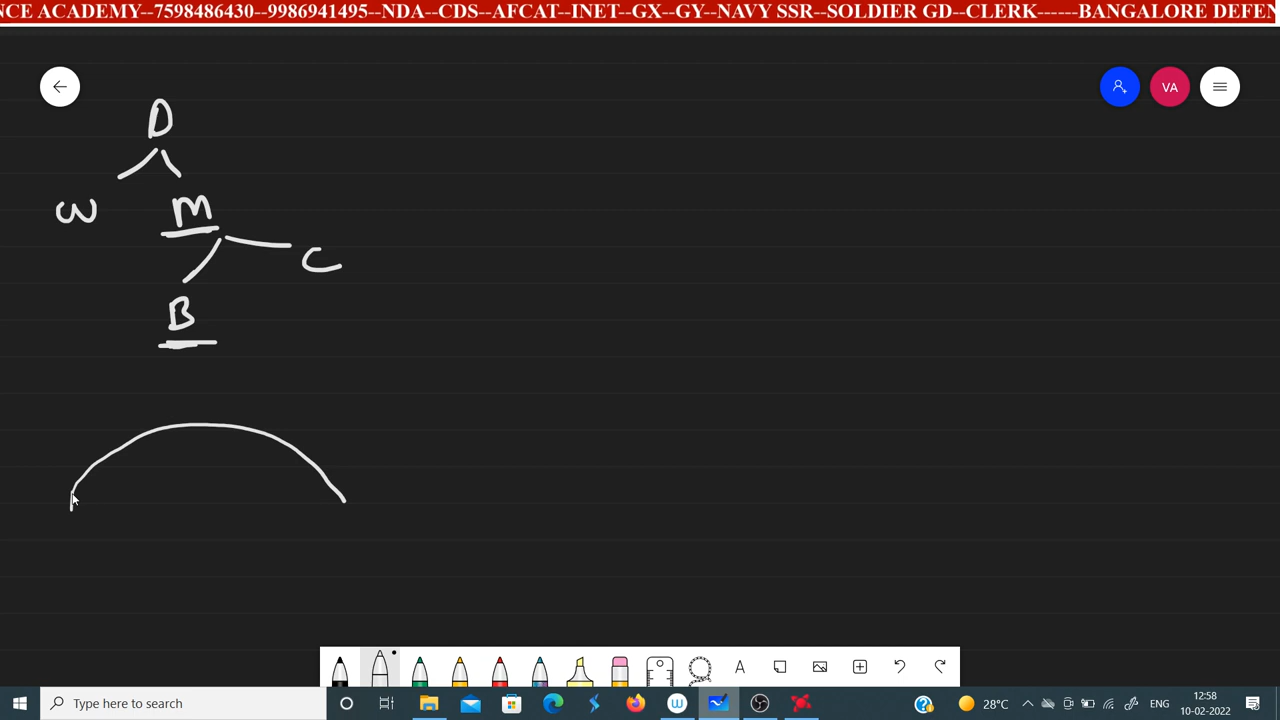 NCE ACADEMY--7598486430--9986941495--NDA--CDS--AFCAT--INET--GX--GY--NAVY SSR--SOLDIER GD--CLERK------BANGALORE DEFEN
VA
D
W M
C
B
A
Type here to search
28°C
ENG
12:58
10-02-2022